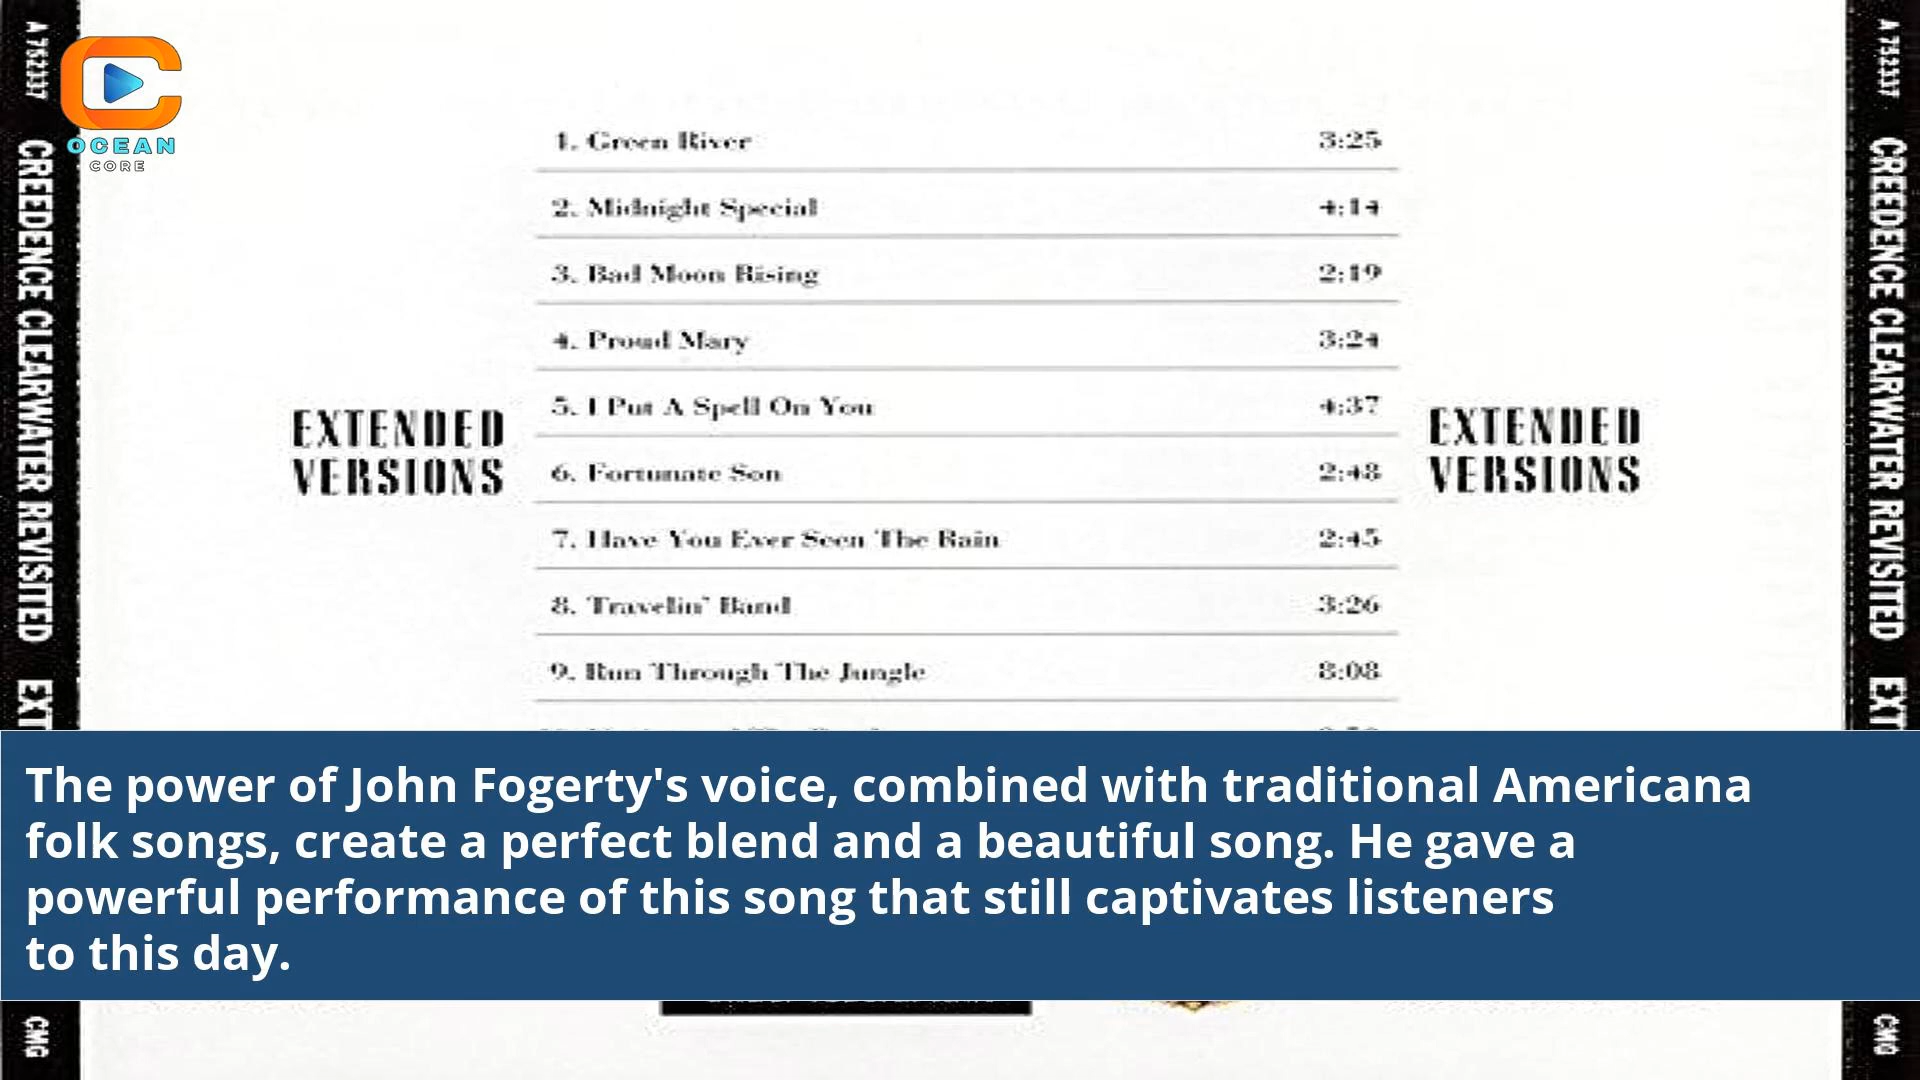 A 752337
CREEDENCE CLEARWATER REVISITED
OCEAN
CORE
1. Green River 3:25
2. Midnight Special 4:14
3. Bad Moon Rising 2:19
4. Proud Mary 3:24
5. I Put A Spell On You 4:37
6. Fortunate Son 2:48
7. Have You Ever Seen The Rain 2:45
8. Travelin' Band 3:26
9. Run Through The Jungle 8:08
EXTENDED
VERSIONS
EXTENDED
VERSIONS
The power of John Fogerty's voice, combined with traditional Americana
folk songs, create a perfect blend and a beautiful song. He gave a
powerful performance of this song that still captivates listeners
to this day.
CMG
A 752337
CREEDENCE CLEARWATER REVISITED
CMG